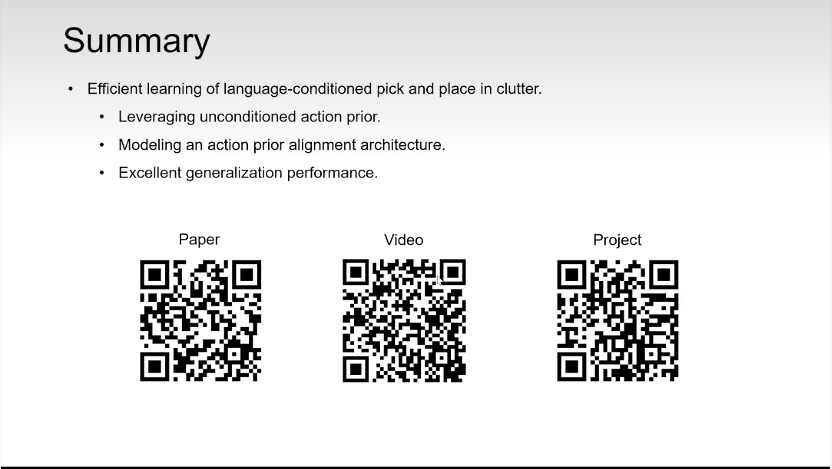 Summary
• Efficient learning of language-conditioned pick and place in clutter.
• Leveraging unconditioned action prior.
• Modeling an action prior alignment architecture.
• Excellent generalization performance.
Paper Video Project